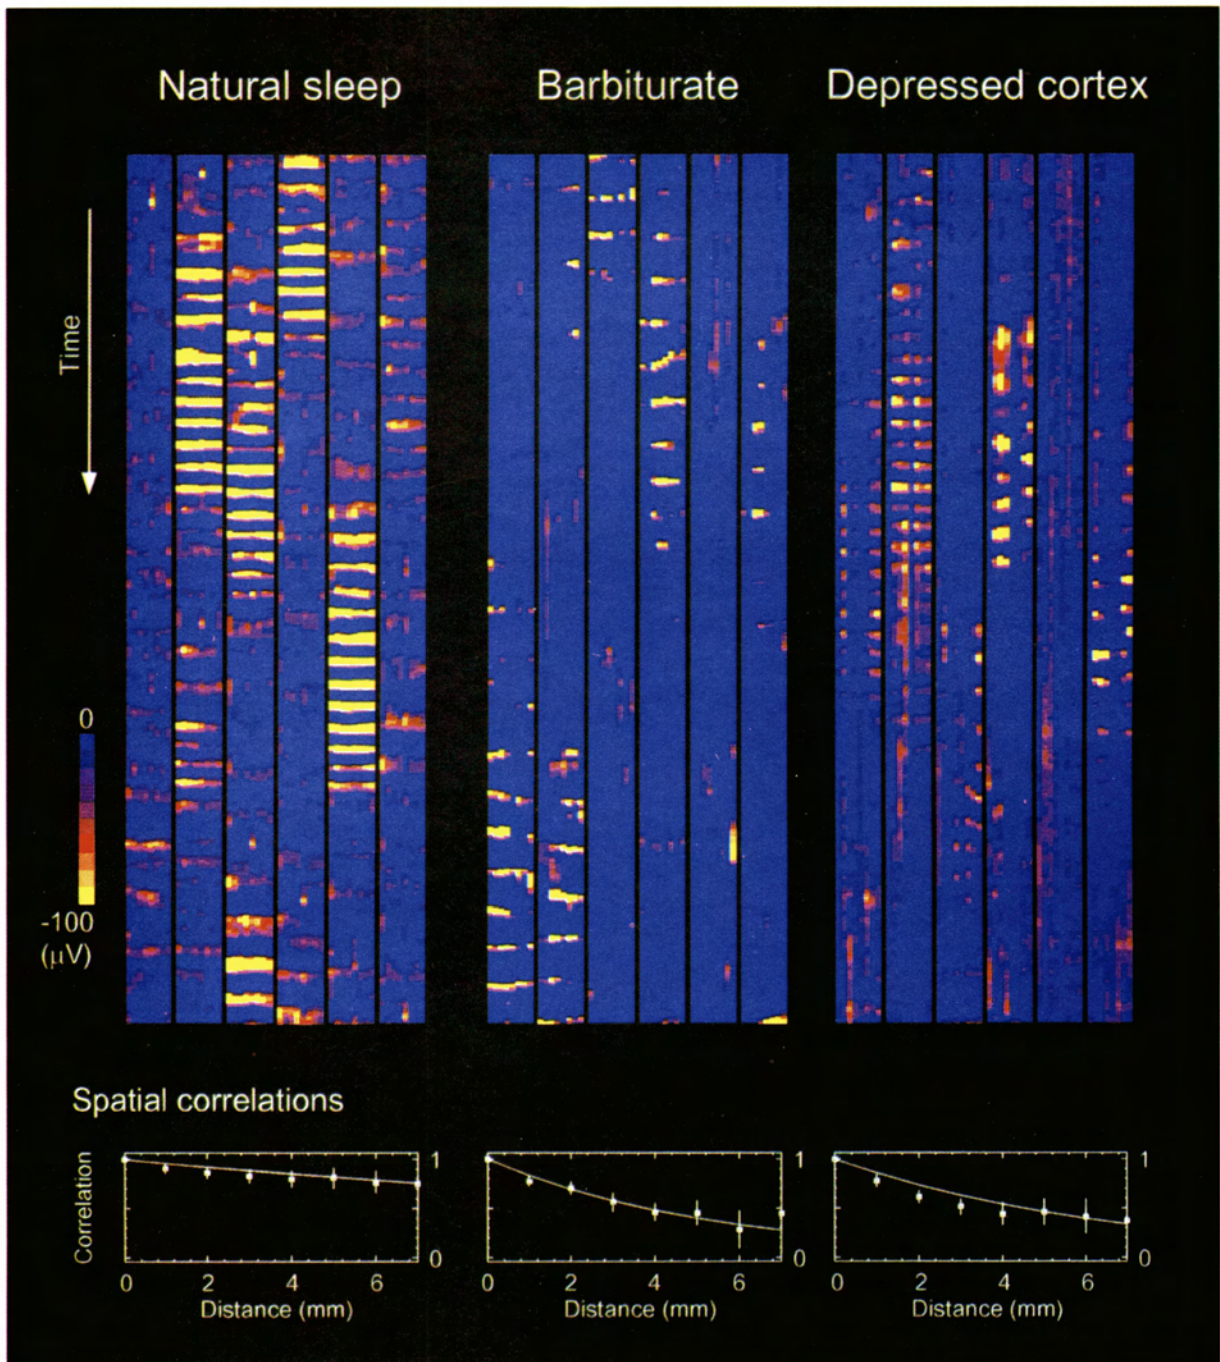 Natural sleep
Barbiturate
Depressed cortex
Time
0
-100
(µV)
Spatial correlations
Correlation
1
0
0 2 4 6
Distance (mm)
1
0
0 2 4 6
Distance (mm)
1
0
0 2 4 6
Distance (mm)